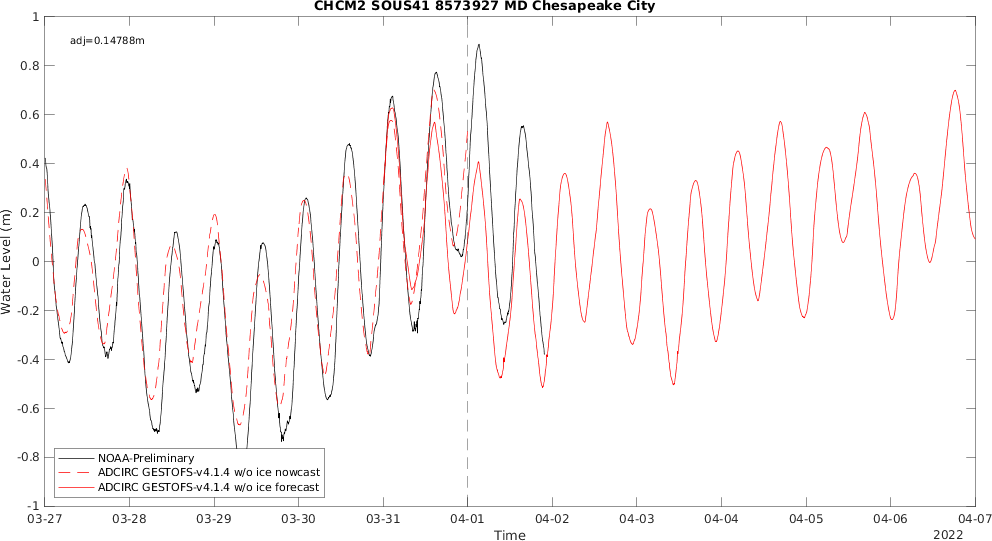 CHCM2 SOUS41 8573927 MD Chesapeake City
adj=0.14788m
1
0.8
0.6
0.4
0.2
0
-0.2
-0.4
-0.6
-0.8
-1
Water Level (m)
NOAA-Preliminary
ADCIRC GESTOFS-v4.1.4 w/o ice nowcast
ADCIRC GESTOFS-v4.1.4 w/o ice forecast
03-27 03-28 03-29 03-30 03-31 04-01 04-02 04-03 04-04 04-05 04-06 04-07
Time
2022